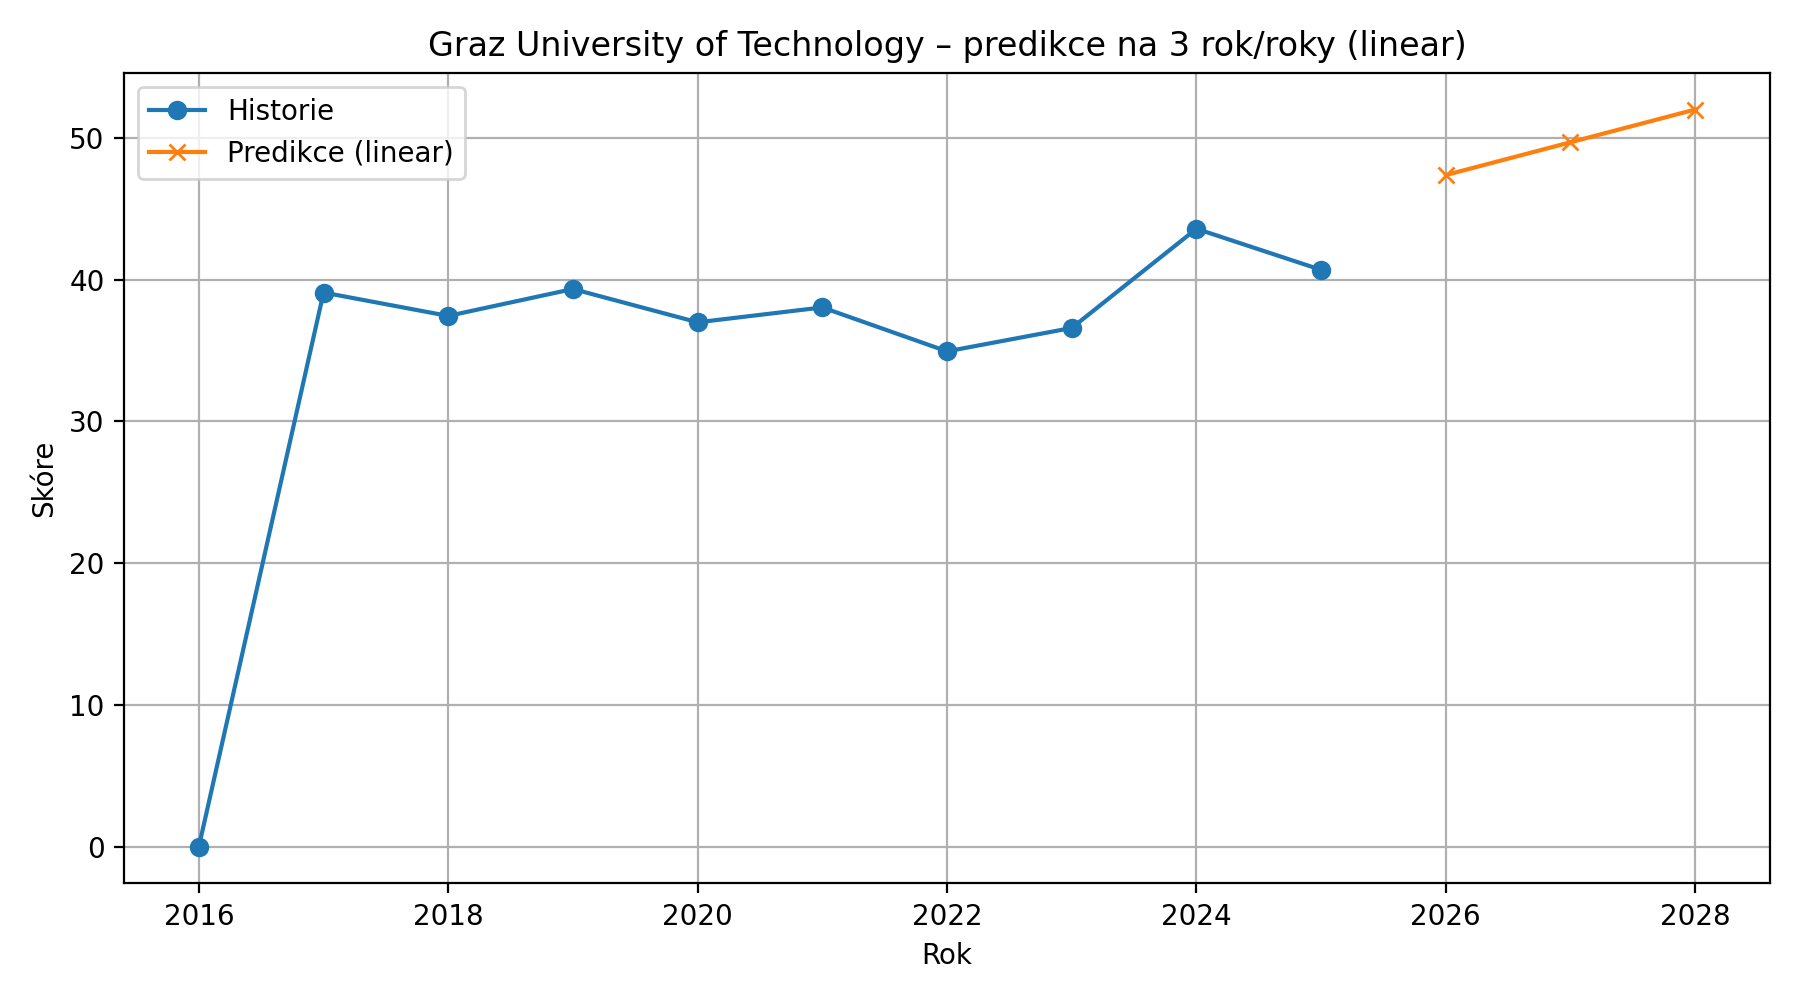 Graz University of Technology – predikce na 3 rok/roky (linear)
Historie
Predikce (linear)
50
40
30
20
10
0
Skóre
2016 2018 2020 2022 2024 2026 2028
Rok